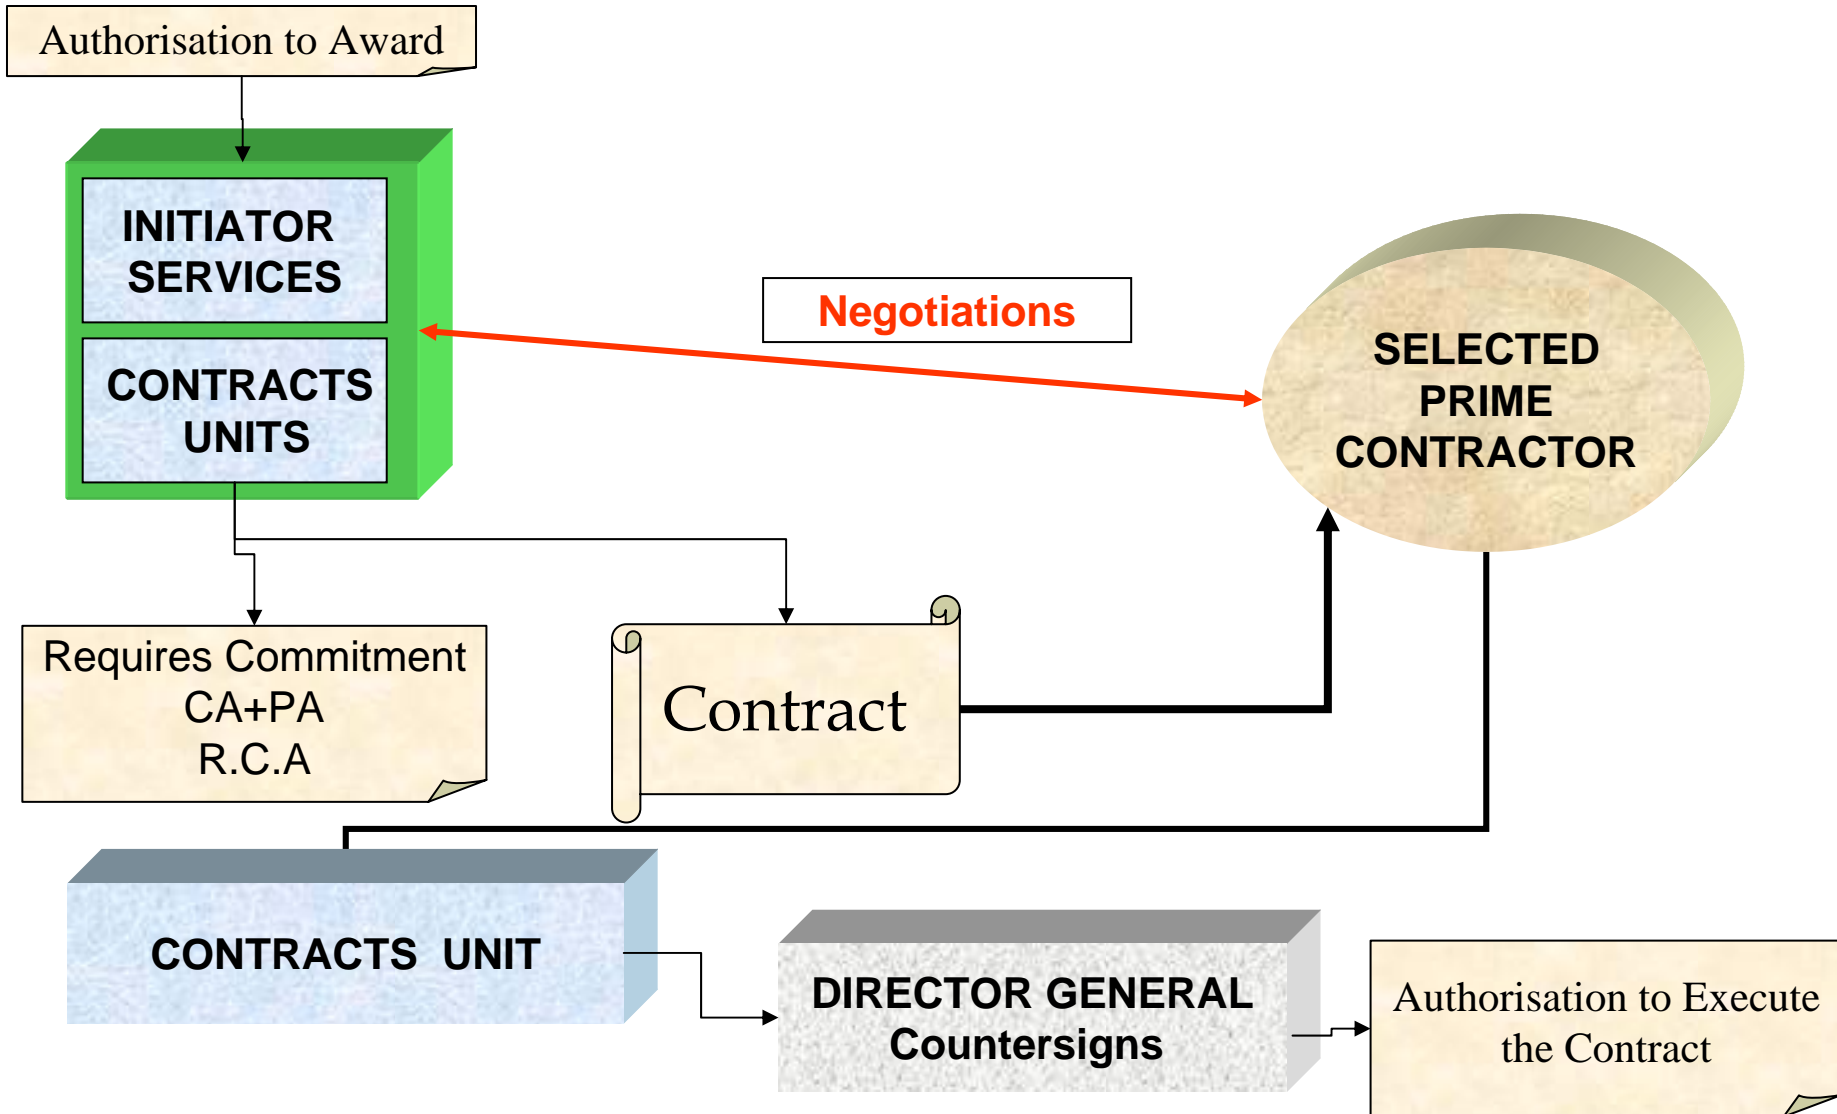 Authorisation to Award
INITIATOR
SERVICES
CONTRACTS
UNITS
Negotiations
SELECTED
PRIME
CONTRACTOR
Requires Commitment
CA+PA
R.C.A
Contract
CONTRACTS UNIT
DIRECTOR GENERAL
Countersigns
Authorisation to Execute
the Contract